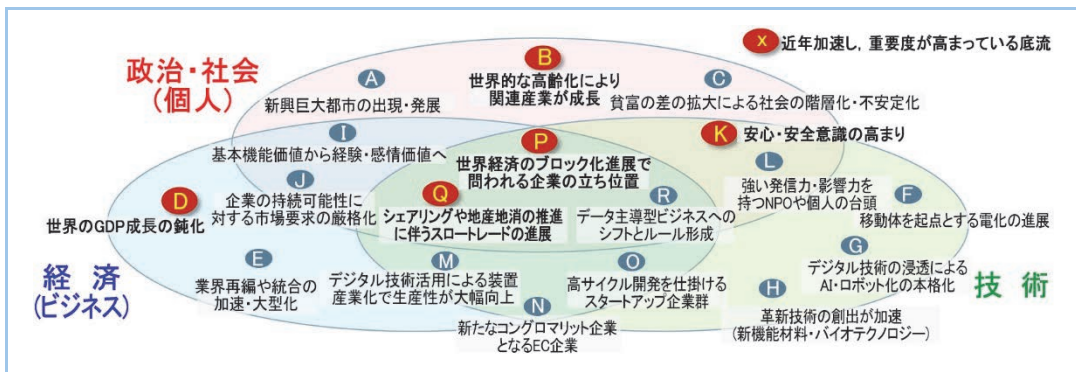 X 近年加速し，重要度が高まっている底流
政治・社会
(個人)
A
新興巨大都市の出現・発展
B
世界的な高齢化により
関連産業が成長
C
貧富の差の拡大による社会の階層化・不安定化
I
基本機能価値から経験・感情価値へ
P
世界経済のブロック化進展で
問われる企業の立ち位置
K 安心・安全意識の高まり
L
強い発信力・影響力を
持つNPOや個人の台頭
D
世界のGDP成長の鈍化
J
企業の持続可能性に
対する市場要求の厳格化
Q
シェアリングや地産地消の推進
に伴うスロートレードの進展
R
データ主導型ビジネスへの
シフトとルール形成
F
移動体を起点とする電化の進展
経済
(ビジネス)
E
業界再編や統合の
加速・大型化
M
デジタル技術活用による装置
産業化で生産性が大幅向上
N
新たなコングロマリット企業
となるEC企業
O
高サイクル開発を仕掛ける
スタートアップ企業群
G
デジタル技術の浸透による
AI・ロボット化の本格化
H
革新技術の創出が加速
(新機能材料・バイオテクノロジー)
技術